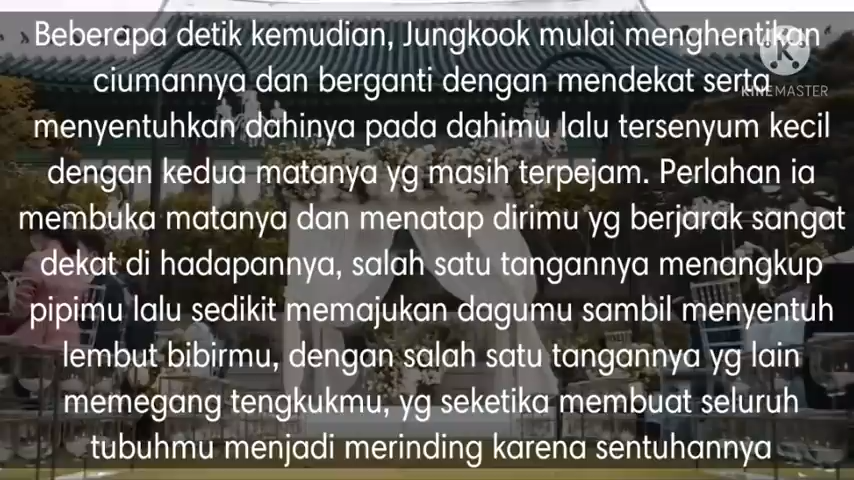 Beberapa detik kemudian, Jungkook mulai menghentikan
ciumannya dan berganti dengan mendekat serta
menyentuhkan dahinya pada dahimu lalu tersenyum kecil
dengan kedua matanya yg masih terpejam. Perlahan ia
membuka matanya dan menatap dirimu yg berjarak sangat
dekat di hadapannya, salah satu tangannya menangkup
pipimu lalu sedikit memajukan dagumu sambil menyentuh
lembut bibirmu, dengan salah satu tangannya yg lain
memegang tengkukmu, yg seketika membuat seluruh
tubuhmu menjadi merinding karena sentuhannya
K
KINEMASTER